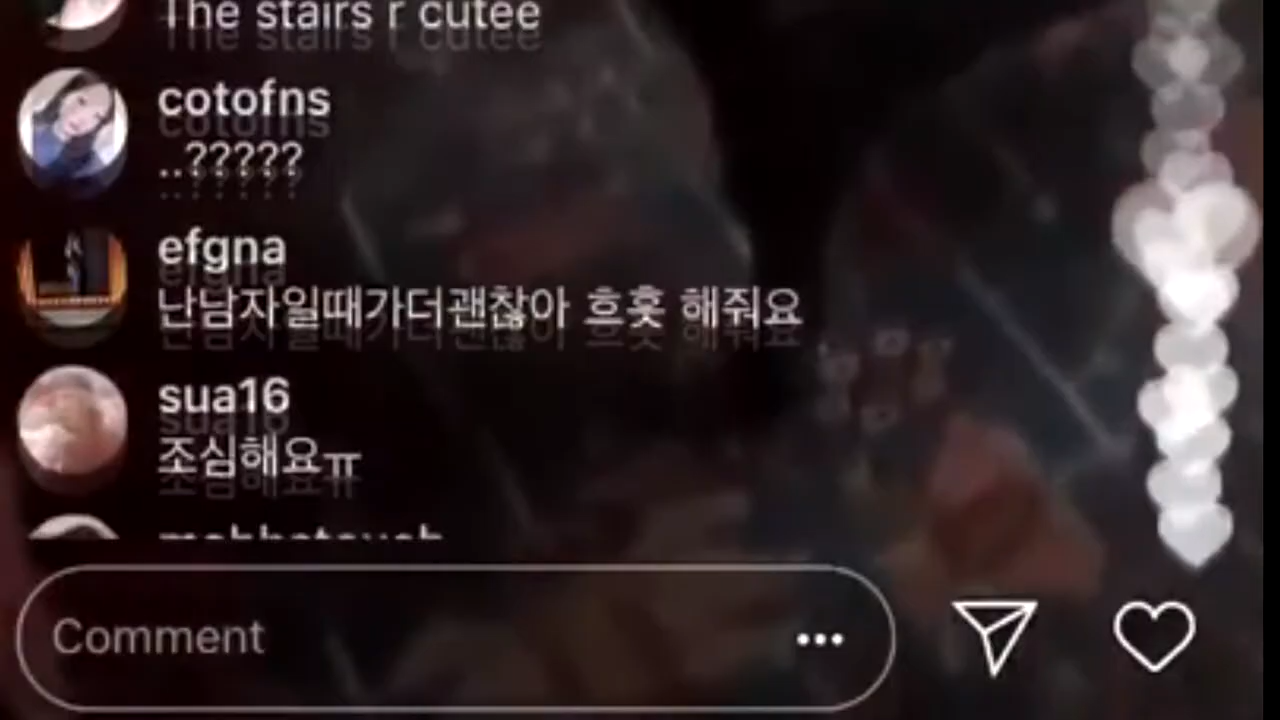 The stairs r cutee
cotofns
..?????
efgna
난남자일때가더괜찮아 흐흣 해줘요
sua16
조심해요ㅠ
Comment